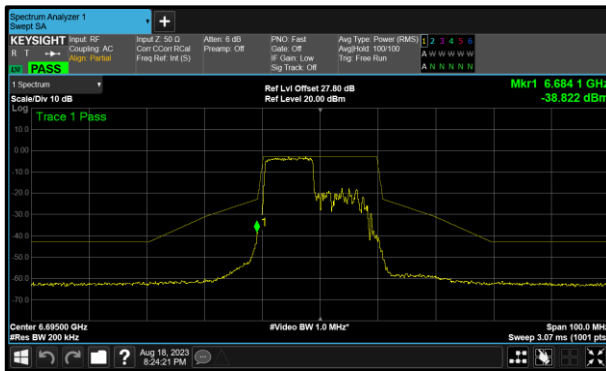 Spectrum Analyzer 1
Swept SA
KEYSIGHT
R T
PASS
Input: RF
Coupling: AC
Align: Partial
Input Z: 50 Ω
Corr CCorr RCal
Freq Ref: Int (S)
Atten: 6 dB
Preamp: Off
PNO: Fast
Gate: Off
IF Gain: Low
Sig Track: Off
Avg Type: Power (RMS)
Avg|Hold: 100/100
Trig: Free Run
1 2 3 4 5 6
A W W W W W
A N N N N N
1 Spectrum
Scale/Div 10 dB
Ref Lvl Offset 27.80 dB
Ref Level 20.00 dBm
Mkr1 6.684 1 GHz
-38.822 dBm
Log
Trace 1 Pass
10.0
0.00
-10.0
-20.0
-30.0
-40.0
-50.0
-60.0
-70.0
1
Center 6.69500 GHz
#Res BW 200 kHz
#Video BW 1.0 MHz*
Span 100.0 MHz
Sweep 3.07 ms (1001 pts)
?
Aug 18, 2023
8:24:21 PM